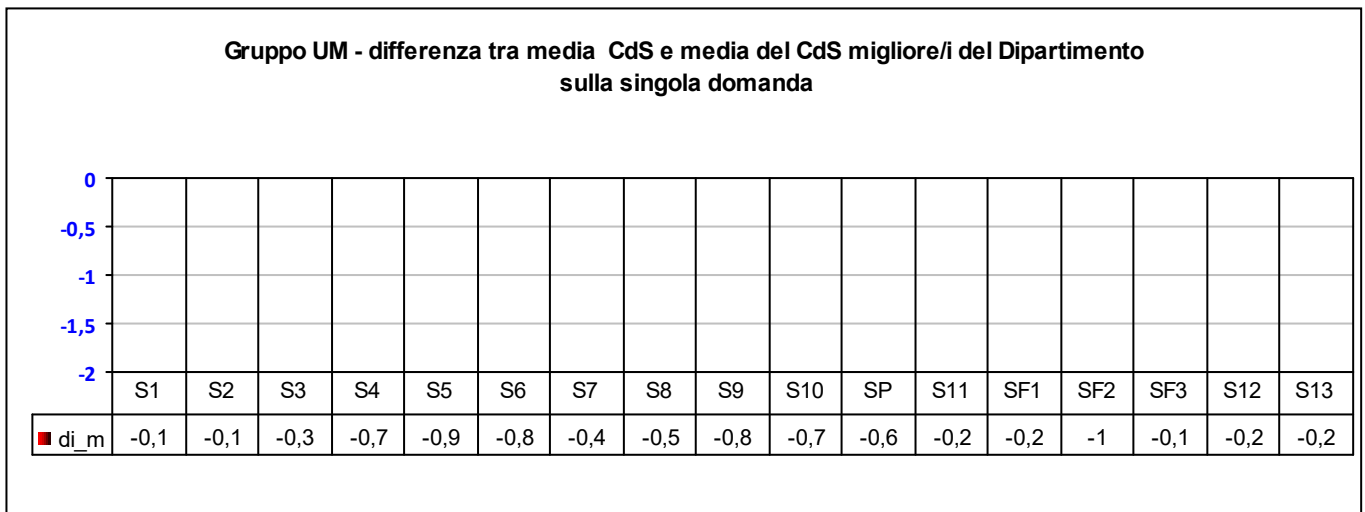 Gruppo UM - differenza tra media CdS e media del CdS migliore/i del Dipartimento
sulla singola domanda
0
-0,5
-1
-1,5
-2
S1 S2 S3 S4 S5 S6 S7 S8 S9 S10 SP S11 SF1 SF2 SF3 S12 S13
di_m -0,1 -0,1 -0,3 -0,7 -0,9 -0,8 -0,4 -0,5 -0,8 -0,7 -0,6 -0,2 -0,2 -1 -0,1 -0,2 -0,2